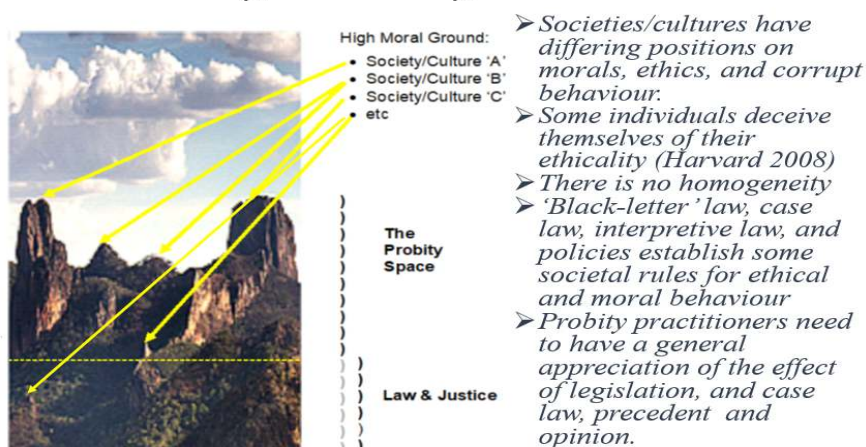 High Moral Ground:
• Society/Culture 'A'
• Society/Culture 'B'
• Society/Culture 'C'
• etc
The
Probity
Space
Law & Justice
➢ Societies/cultures have
differing positions on
morals, ethics, and corrupt
behaviour.
➢ Some individuals deceive
themselves of their
ethicality (Harvard 2008)
➢ There is no homogeneity
➢ 'Black-letter' law, case
law, interpretive law, and
policies establish some
societal rules for ethical
and moral behaviour
➢ Probity practitioners need
to have a general
appreciation of the effect
of legislation, and case
law, precedent and
opinion.